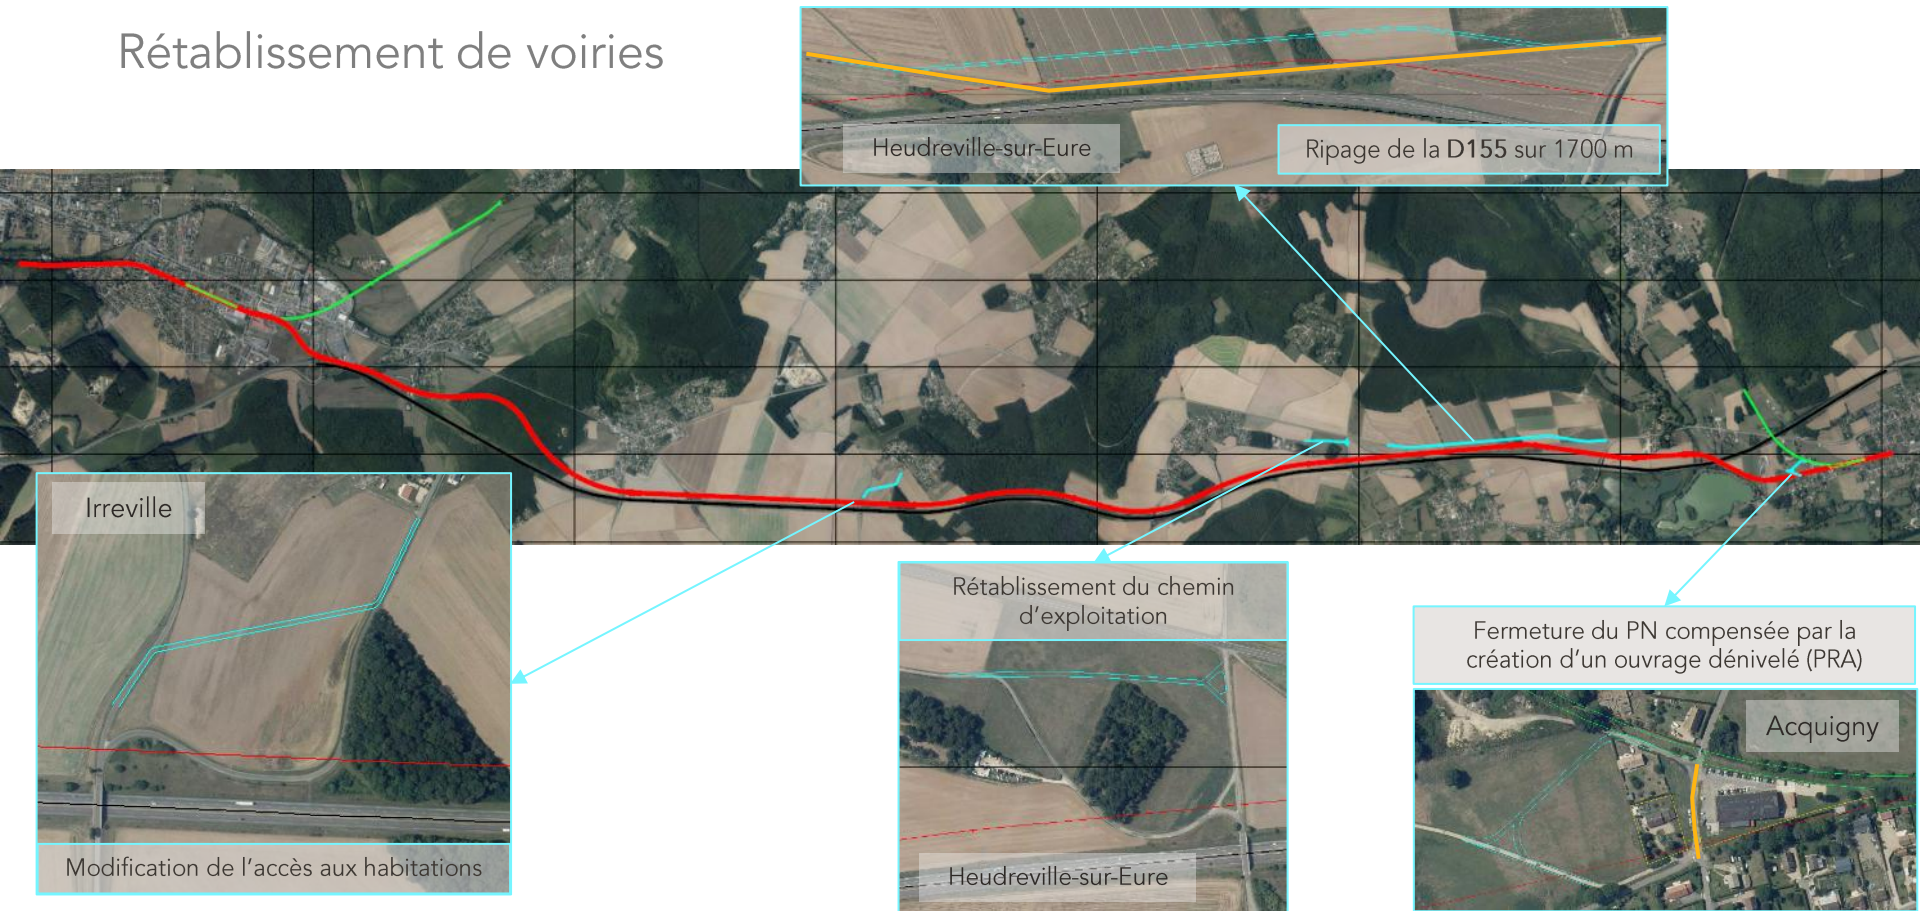 Rétablissement de voiries
Heudreville-sur-Eure
Ripage de la D155 sur 1700 m
Irreville
Modification de l'accès aux habitations
Rétablissement du chemin
d'exploitation
Heudreville-sur-Eure
Fermeture du PN compensée par la
création d'un ouvrage dénivelé (PRA)
Acquigny